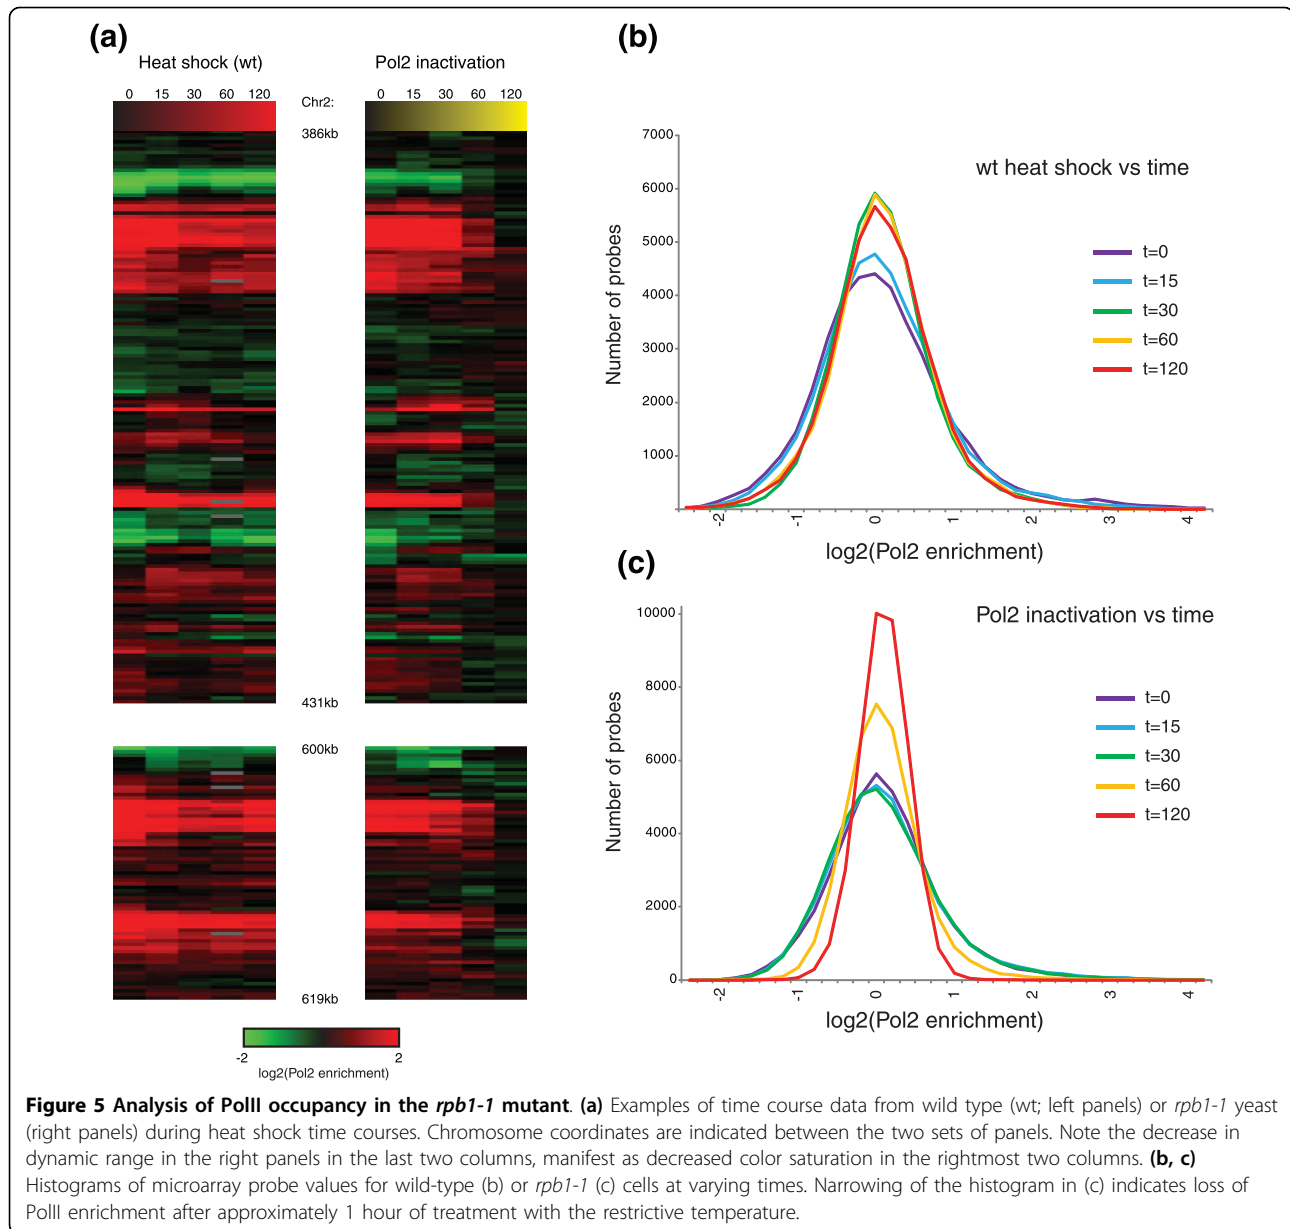 (a)
Heat shock (wt)
Pol2 inactivation
0 15 30 60 120
Chr2:
0 15 30 60 120
386kb
431kb
600kb
619kb
-2 2
log2(Pol2 enrichment)
(b)
wt heat shock vs time
Number of probes
7000
6000
5000
4000
3000
2000
1000
-2 -1 0 1 2 3 4
log2(Pol2 enrichment)
t=0
t=15
t=30
t=60
t=120
(c)
Pol2 inactivation vs time
Number of probes
10000
8000
6000
4000
2000
0
-2 -1 0 1 2 3 4
log2(Pol2 enrichment)
t=0
t=15
t=30
t=60
t=120
Figure 5 Analysis of PolII occupancy in the rpb1-1 mutant. (a) Examples of time course data from wild type (wt; left panels) or rpb1-1 yeast
(right panels) during heat shock time courses. Chromosome coordinates are indicated between the two sets of panels. Note the decrease in
dynamic range in the right panels in the last two columns, manifest as decreased color saturation in the rightmost two columns. (b, c)
Histograms of microarray probe values for wild-type (b) or rpb1-1 (c) cells at varying times. Narrowing of the histogram in (c) indicates loss of
PolII enrichment after approximately 1 hour of treatment with the restrictive temperature.